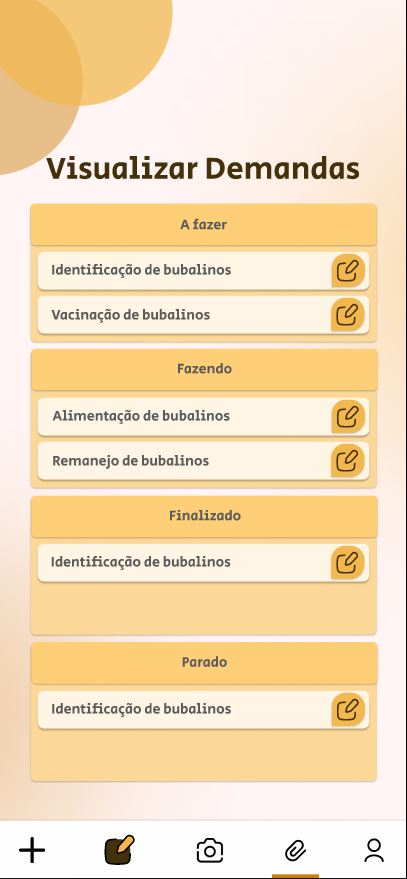 Visualizar Demandas
A fazer
Identificação de bubalinos
Vacinação de bubalinos
Fazendo
Alimentação de bubalinos
Remanejo de bubalinos
Finalizado
Identificação de bubalinos
Parado
Identificação de bubalinos